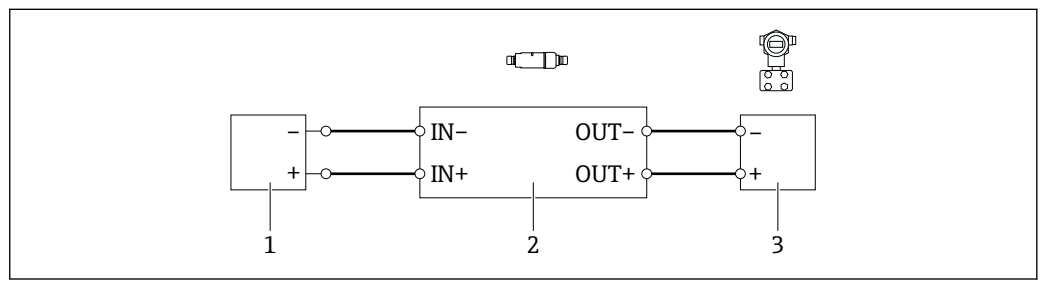 − IN− OUT− −
+ IN+ OUT+ +
1 2 3